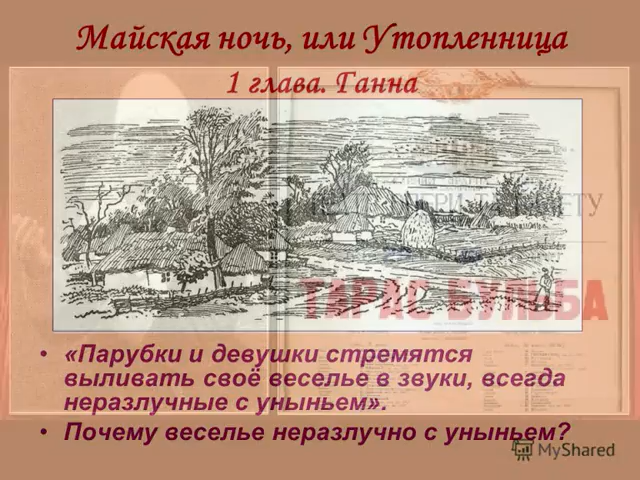 Майская ночь, или Утопленница
1 глава. Ганна
ТАРАС БУЛЬБА
• «Парубки и девушки стремятся
выливать своё веселье в звуки, всегда
неразлучные с уныньем».
• Почему веселье неразлучно с уныньем?
MyShared